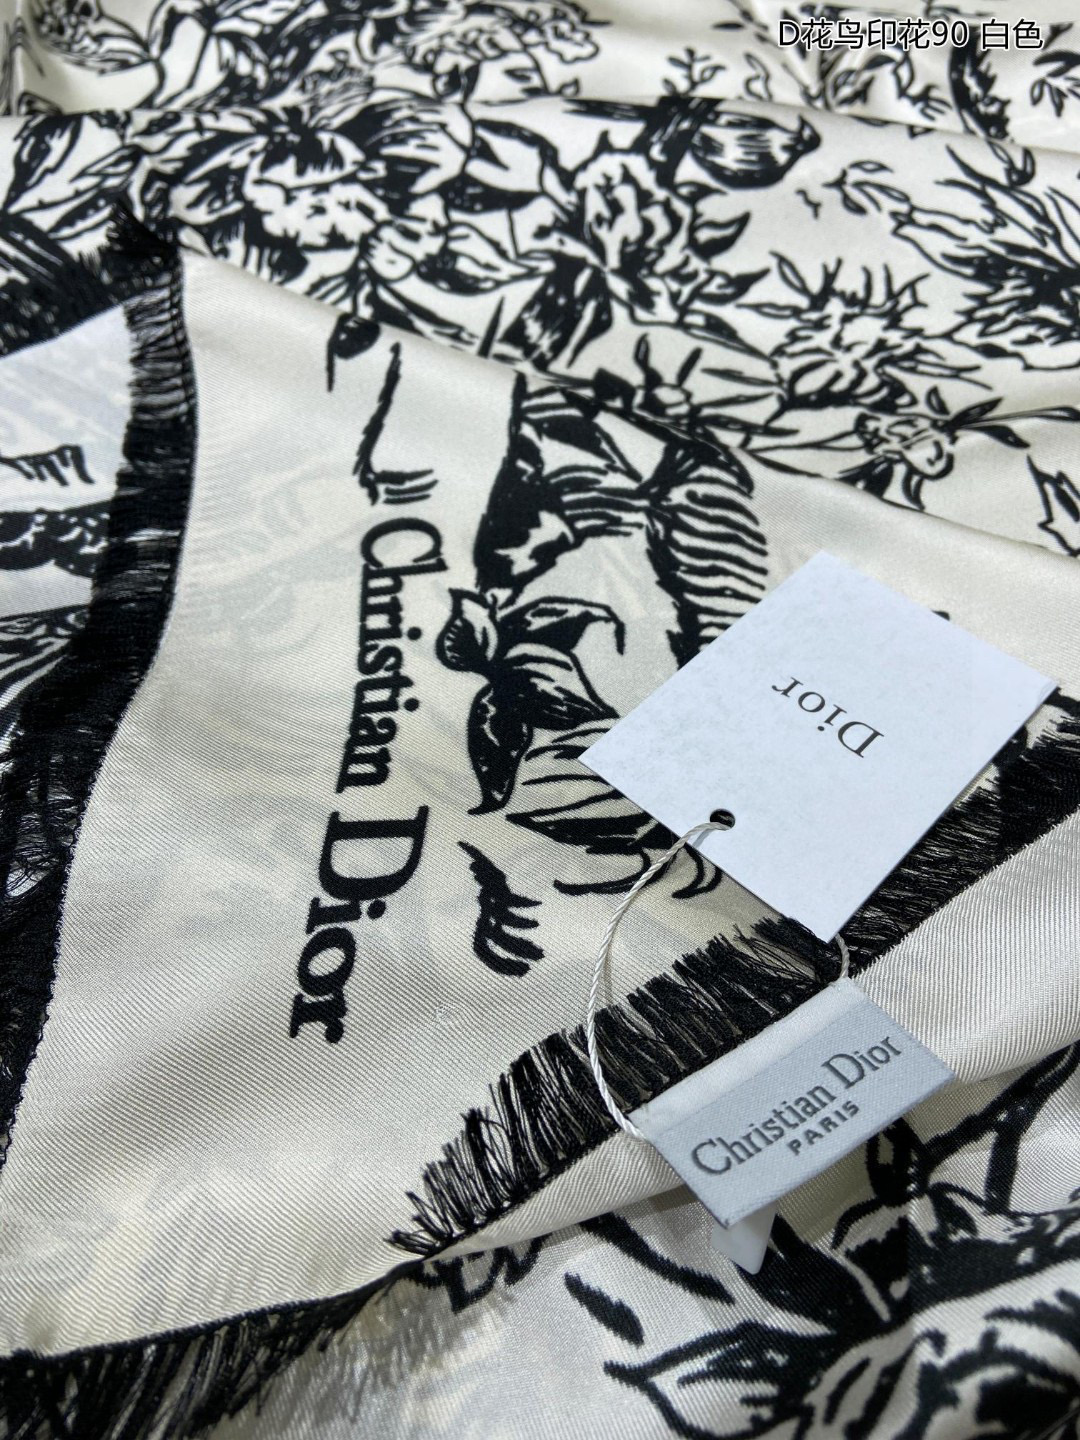 D花鸟印花90 白色
Christian Dior
Dior
Christian Dior
PARIS